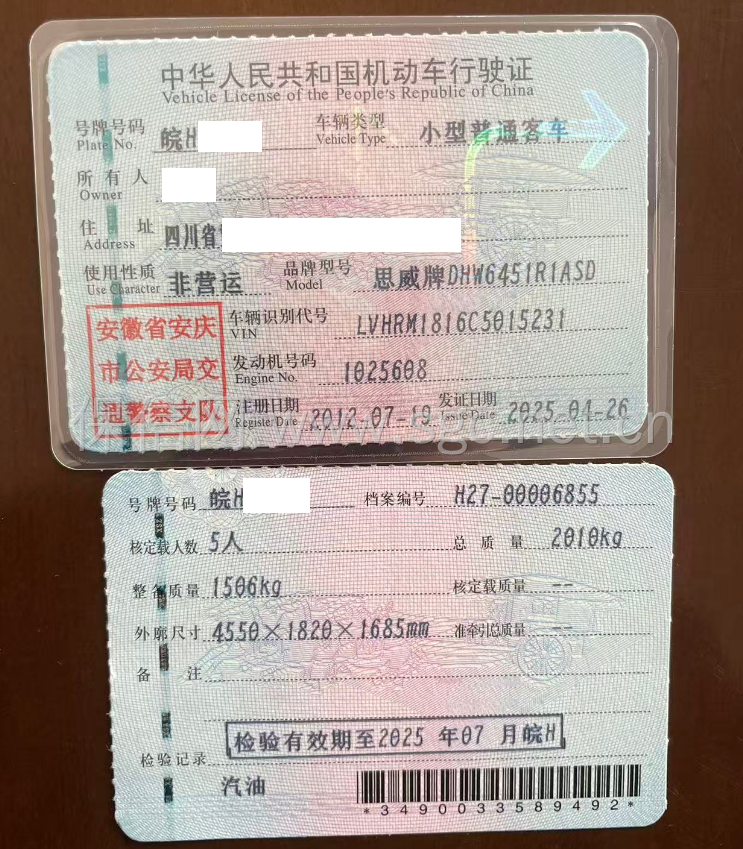 中华人民共和国机动车行驶证
Vehicle License of the People's Republic of China
号牌号码 皖H 车辆类型 小型普通客车
Plate No. Vehicle Type
所有人
Owner
住址 四川省
Address
使用性质 非营运 品牌型号 思威牌DHW6451R1ASD
Use Character Model
安徽省安庆
市公安局交
通警察支队
车辆识别代号 LVHRM1816C5015231
VIN
发动机号码 1025608
Engine No.
注册日期 2012-07-19 发证日期 2025-04-26
Register Date Issue Date
号牌号码 皖H 档案编号 H27-00006855
核定载人数 5人 总质量 2010kg
整备质量 1506kg 核定载质量 --
外廓尺寸 4550×1820×1685mm 准牵引总质量 --
备注
检验有效期至2025 年07 月皖H
检验记录
汽油
*3490033589492*